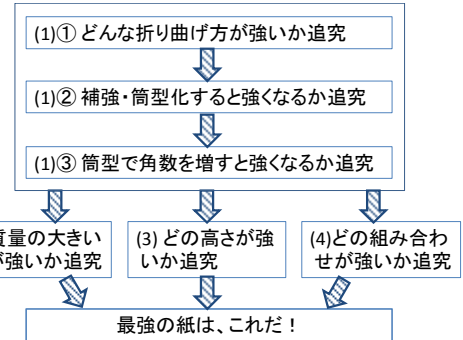 (1)① どんな折り曲げ方が強いか追究
(1)② 補強・筒型化すると強くなるか追究
(1)③ 筒型で角数を増すと強くなるか追究
質量の大きい
が強いか追究
(3) どの高さが強
いか追究
(4)どの組み合わ
せが強いか追究
最強の紙は、これだ！